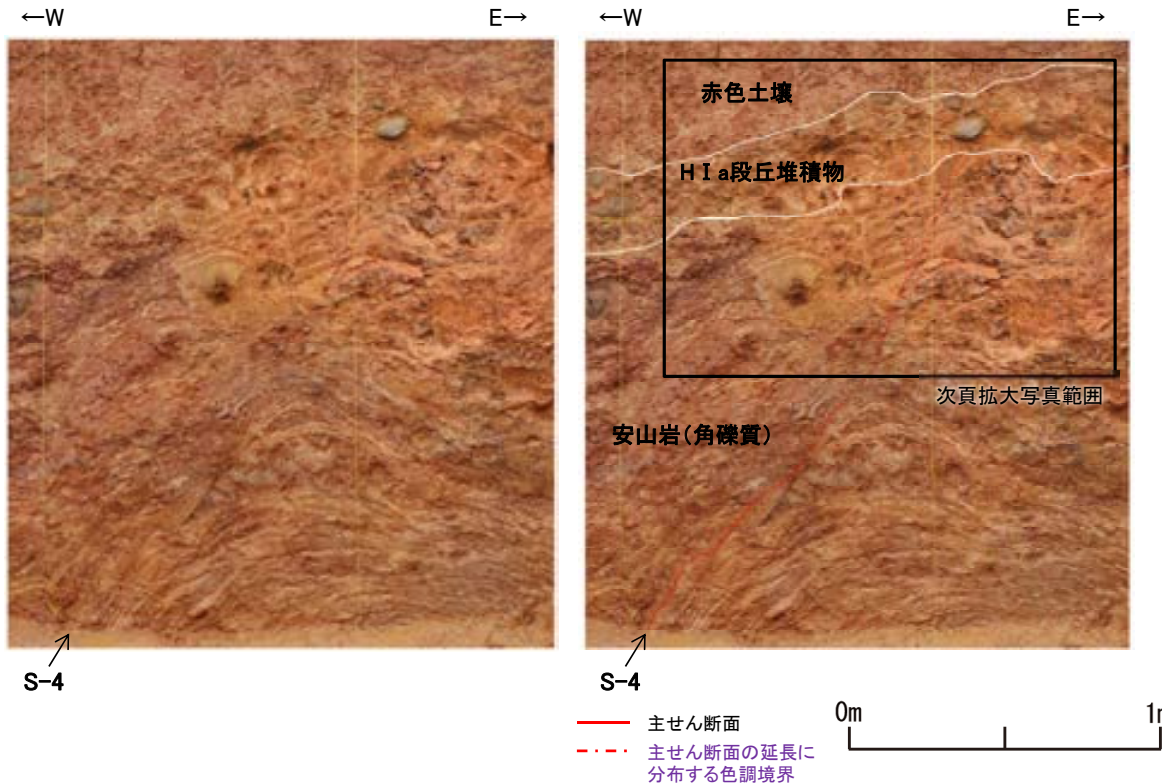 ←W E→ ←W E→
赤色土壌
HⅠa段丘堆積物
次頁拡大写真範囲
安山岩(角礫質)
S-4 S-4
0m
主せん断面
主せん断面の延長に
分布する色調境界